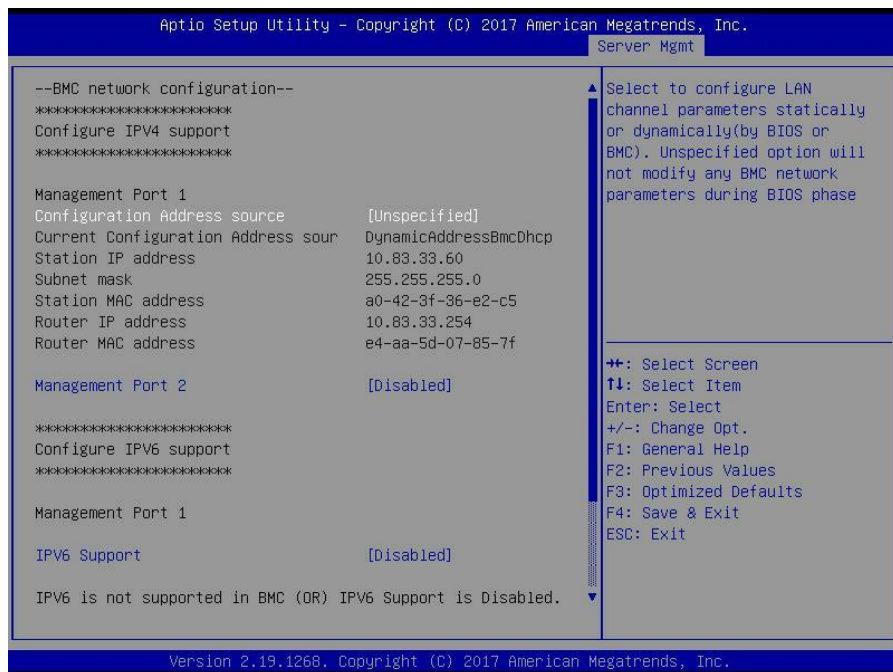 Aptio Setup Utility - Copyright (C) 2017 American Megatrends, Inc.
Server Mgmt
--BMC network configuration--
***********************
Configure IPV4 support
***********************
Management Port 1
Configuration Address source [Unspecified]
Current Configuration Address sour DynamicAddressBmcDhcp
Station IP address 10.83.33.60
Subnet mask 255.255.255.0
Station MAC address a0-42-3f-36-e2-c5
Router IP address 10.83.33.254
Router MAC address e4-aa-5d-07-85-7f
Management Port 2 [Disabled]
***********************
Configure IPV6 support
***********************
Management Port 1
IPV6 Support [Disabled]
IPV6 is not supported in BMC (OR) IPV6 Support is Disabled.
Select to configure LAN
channel parameters statically
or dynamically(by BIOS or
BMC). Unspecified option will
not modify any BMC network
parameters during BIOS phase
→←: Select Screen
↑↓: Select Item
Enter: Select
+/-: Change Opt.
F1: General Help
F2: Previous Values
F3: Optimized Defaults
F4: Save & Exit
ESC: Exit
Version 2.19.1268. Copyright (C) 2017 American Megatrends, Inc.